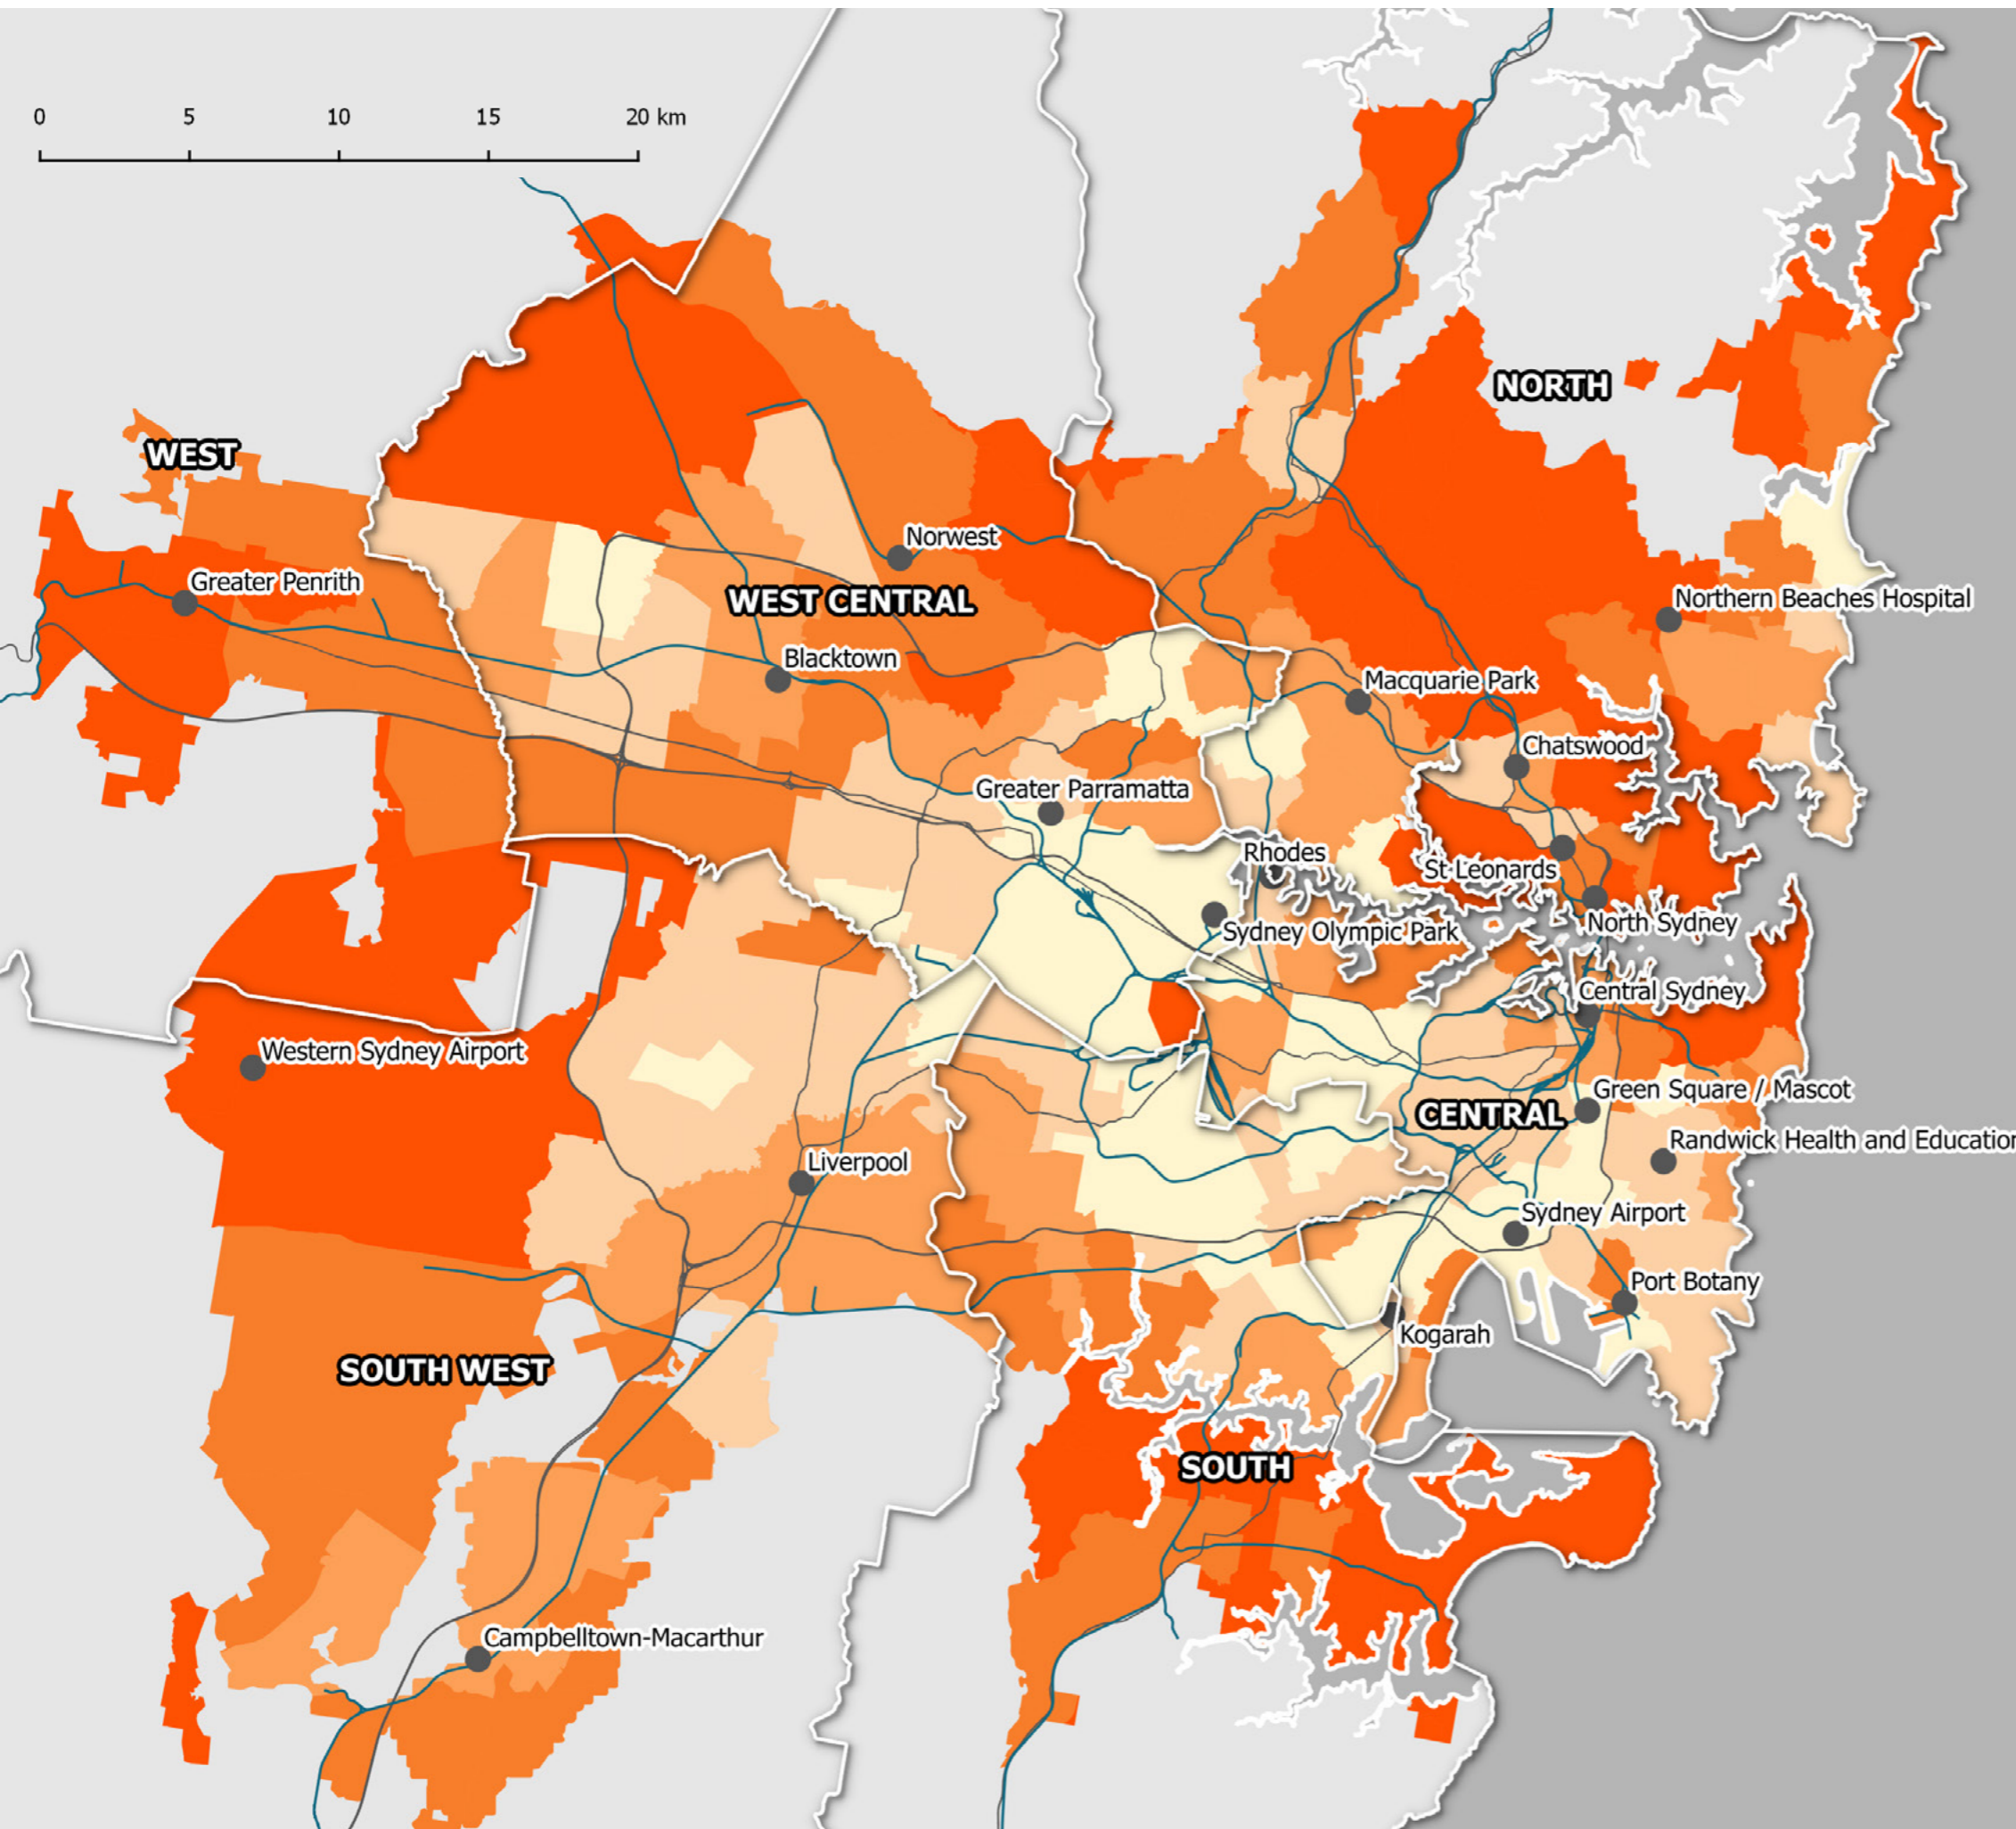 0 5 10 15 20 km
NORTH
WEST
Norwest
Greater Penrith
WEST CENTRAL
Northern Beaches Hospital
Blacktown
Macquarie Park
Chatswood
Greater Parramatta
Rhodes
St Leonards
North Sydney
Sydney Olympic Park
Central Sydney
Western Sydney Airport
Green Square / Mascot
CENTRAL
Randwick Health and Education
Liverpool
Sydney Airport
Port Botany
Kogarah
SOUTH WEST
SOUTH
Campbelltown-Macarthur